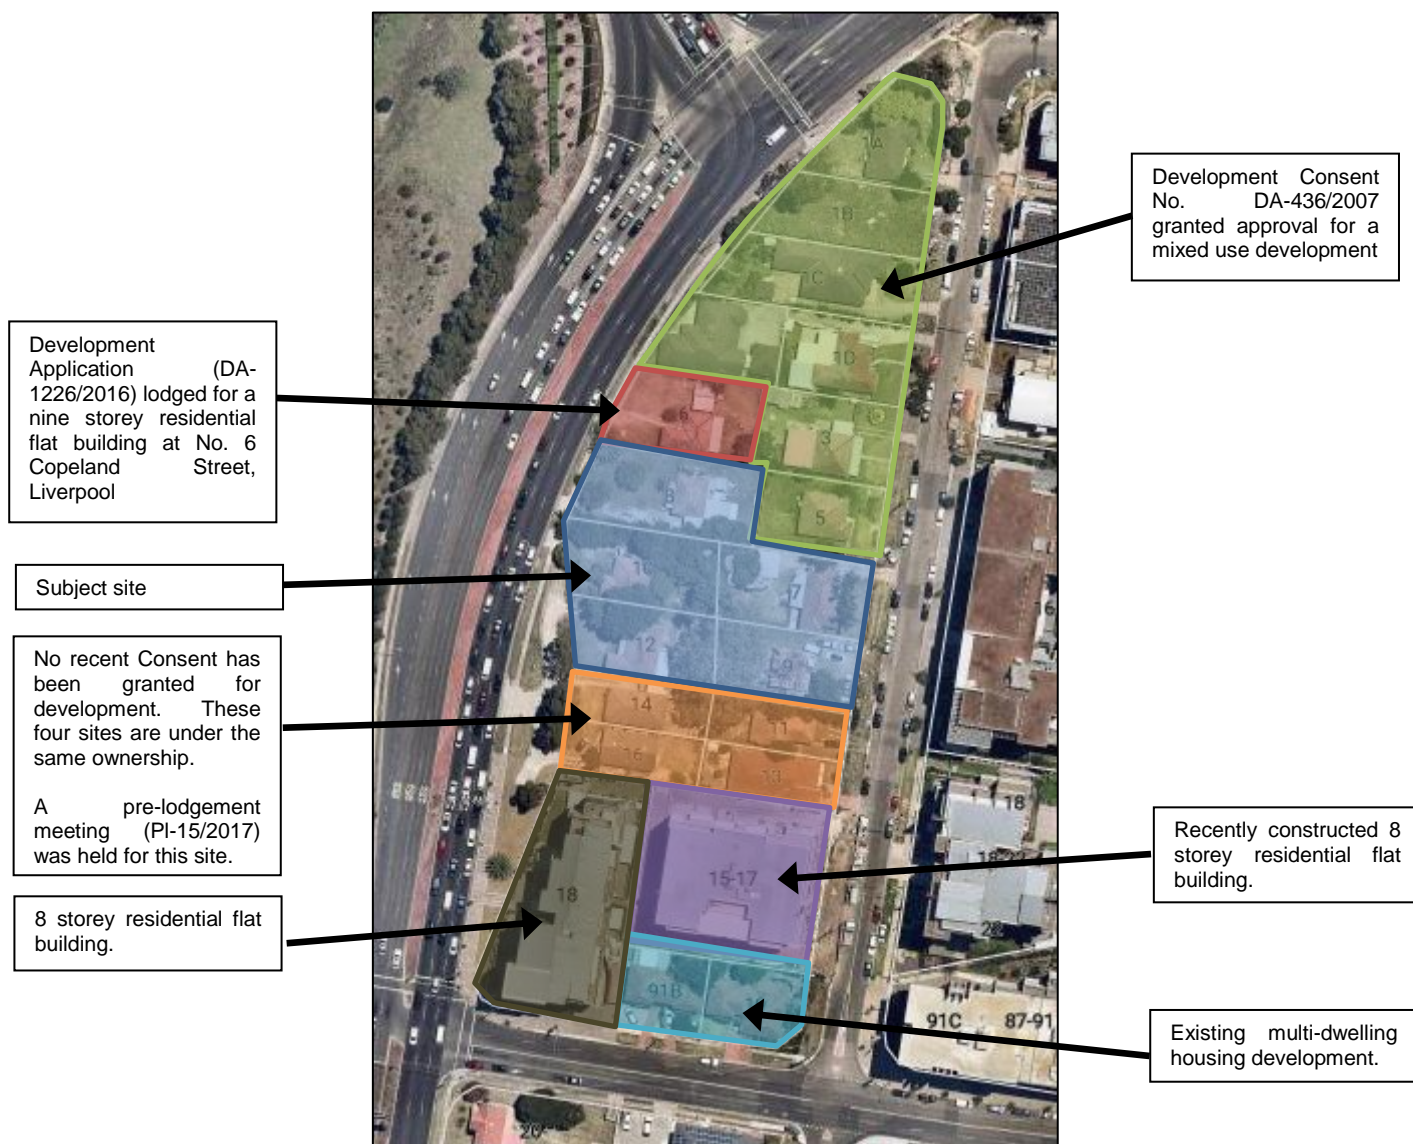 Development Consent
No. DA-436/2007
granted approval for a
mixed use development
Development
Application (DA-
1226/2016) lodged for a
nine storey residential
flat building at No. 6
Copeland Street,
Liverpool
Subject site
No recent Consent has
been granted for
development. These
four sites are under the
same ownership.
A pre-lodgement
meeting (Pl-15/2017)
was held for this site.
8 storey residential flat
building.
Recently constructed 8
storey residential flat
building.
Existing multi-dwelling
housing development.
1A
1B
1C
1D
6
3
5
8
7
12
9
14
11
16
13
18
15-17
91B
16
18
22
91C
87-91
20